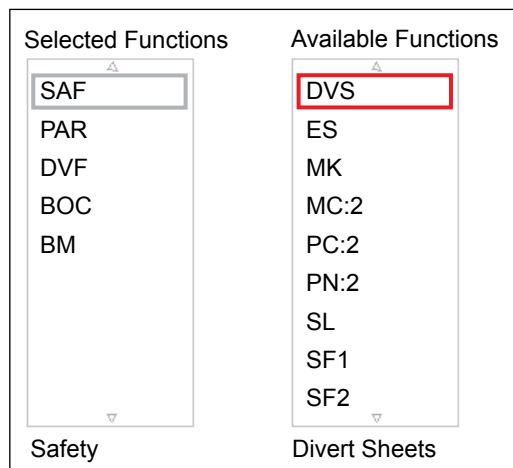 Selected Functions
SAF
PAR
DVF
BOC
BM
Safety
Available Functions
DVS
ES
MK
MC:2
PC:2
PN:2
SL
SF1
SF2
Divert Sheets